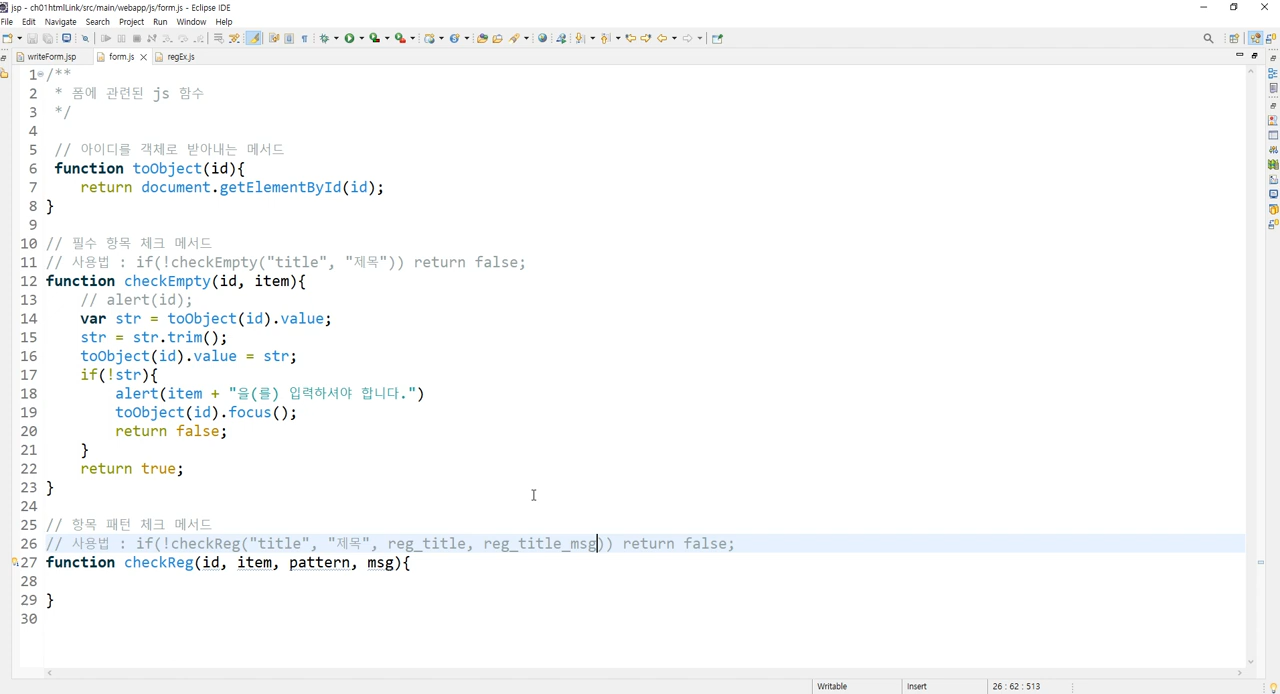 jsp - ch01htmlLink/src/main/webapp/js/form.js - Eclipse IDE
File Edit Navigate Search Project Run Window Help
writeForm.jsp form.js regEx.js
1 /**
2 * 폼에 관련된 js 함수
3 */
4
5 // 아이디를 객체로 받아내는 메서드
6 function toObject(id){
7 return document.getElementById(id);
8 }
9
10 // 필수 항목 체크 메서드
11 // 사용법 : if(!checkEmpty("title", "제목")) return false;
12 function checkEmpty(id, item){
13 // alert(id);
14 var str = toObject(id).value;
15 str = str.trim();
16 toObject(id).value = str;
17 if(!str){
18 alert(item + "을(를) 입력하셔야 합니다.")
19 toObject(id).focus();
20 return false;
21 }
22 return true;
23 }
24
25 // 항목 패턴 체크 메서드
26 // 사용법 : if(!checkReg("title", "제목", reg_title, reg_title_msg)) return false;
27 function checkReg(id, item, pattern, msg){
28
29 }
30
Writable Insert 26 : 62 : 513